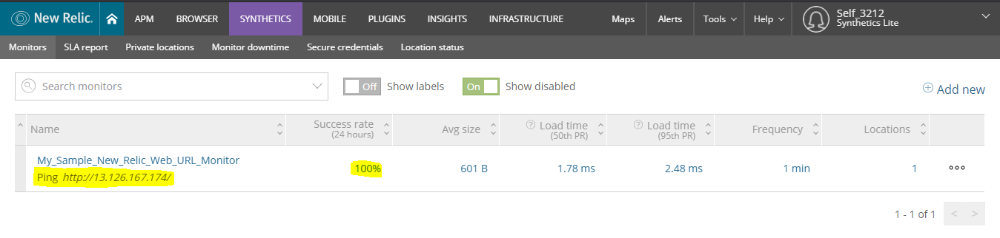 New Relic. APM BROWSER SYNTHETICS MOBILE PLUGINS INSIGHTS INFRASTRUCTURE Maps Alerts Tools Help Self_3212
Synthetics Lite
Monitors SLA report Private locations Monitor downtime Secure credentials Location status
Search monitors Off Show labels On Show disabled Add new
Name Success rate (24 hours) Avg size ? Load time (50th PR) ? Load time (95th PR) Frequency Locations
My_Sample_New_Relic_Web_URL_Monitor
Ping http://13.126.167.174/ 100% 601 B 1.78 ms 2.48 ms 1 min 1
1 - 1 of 1 < >